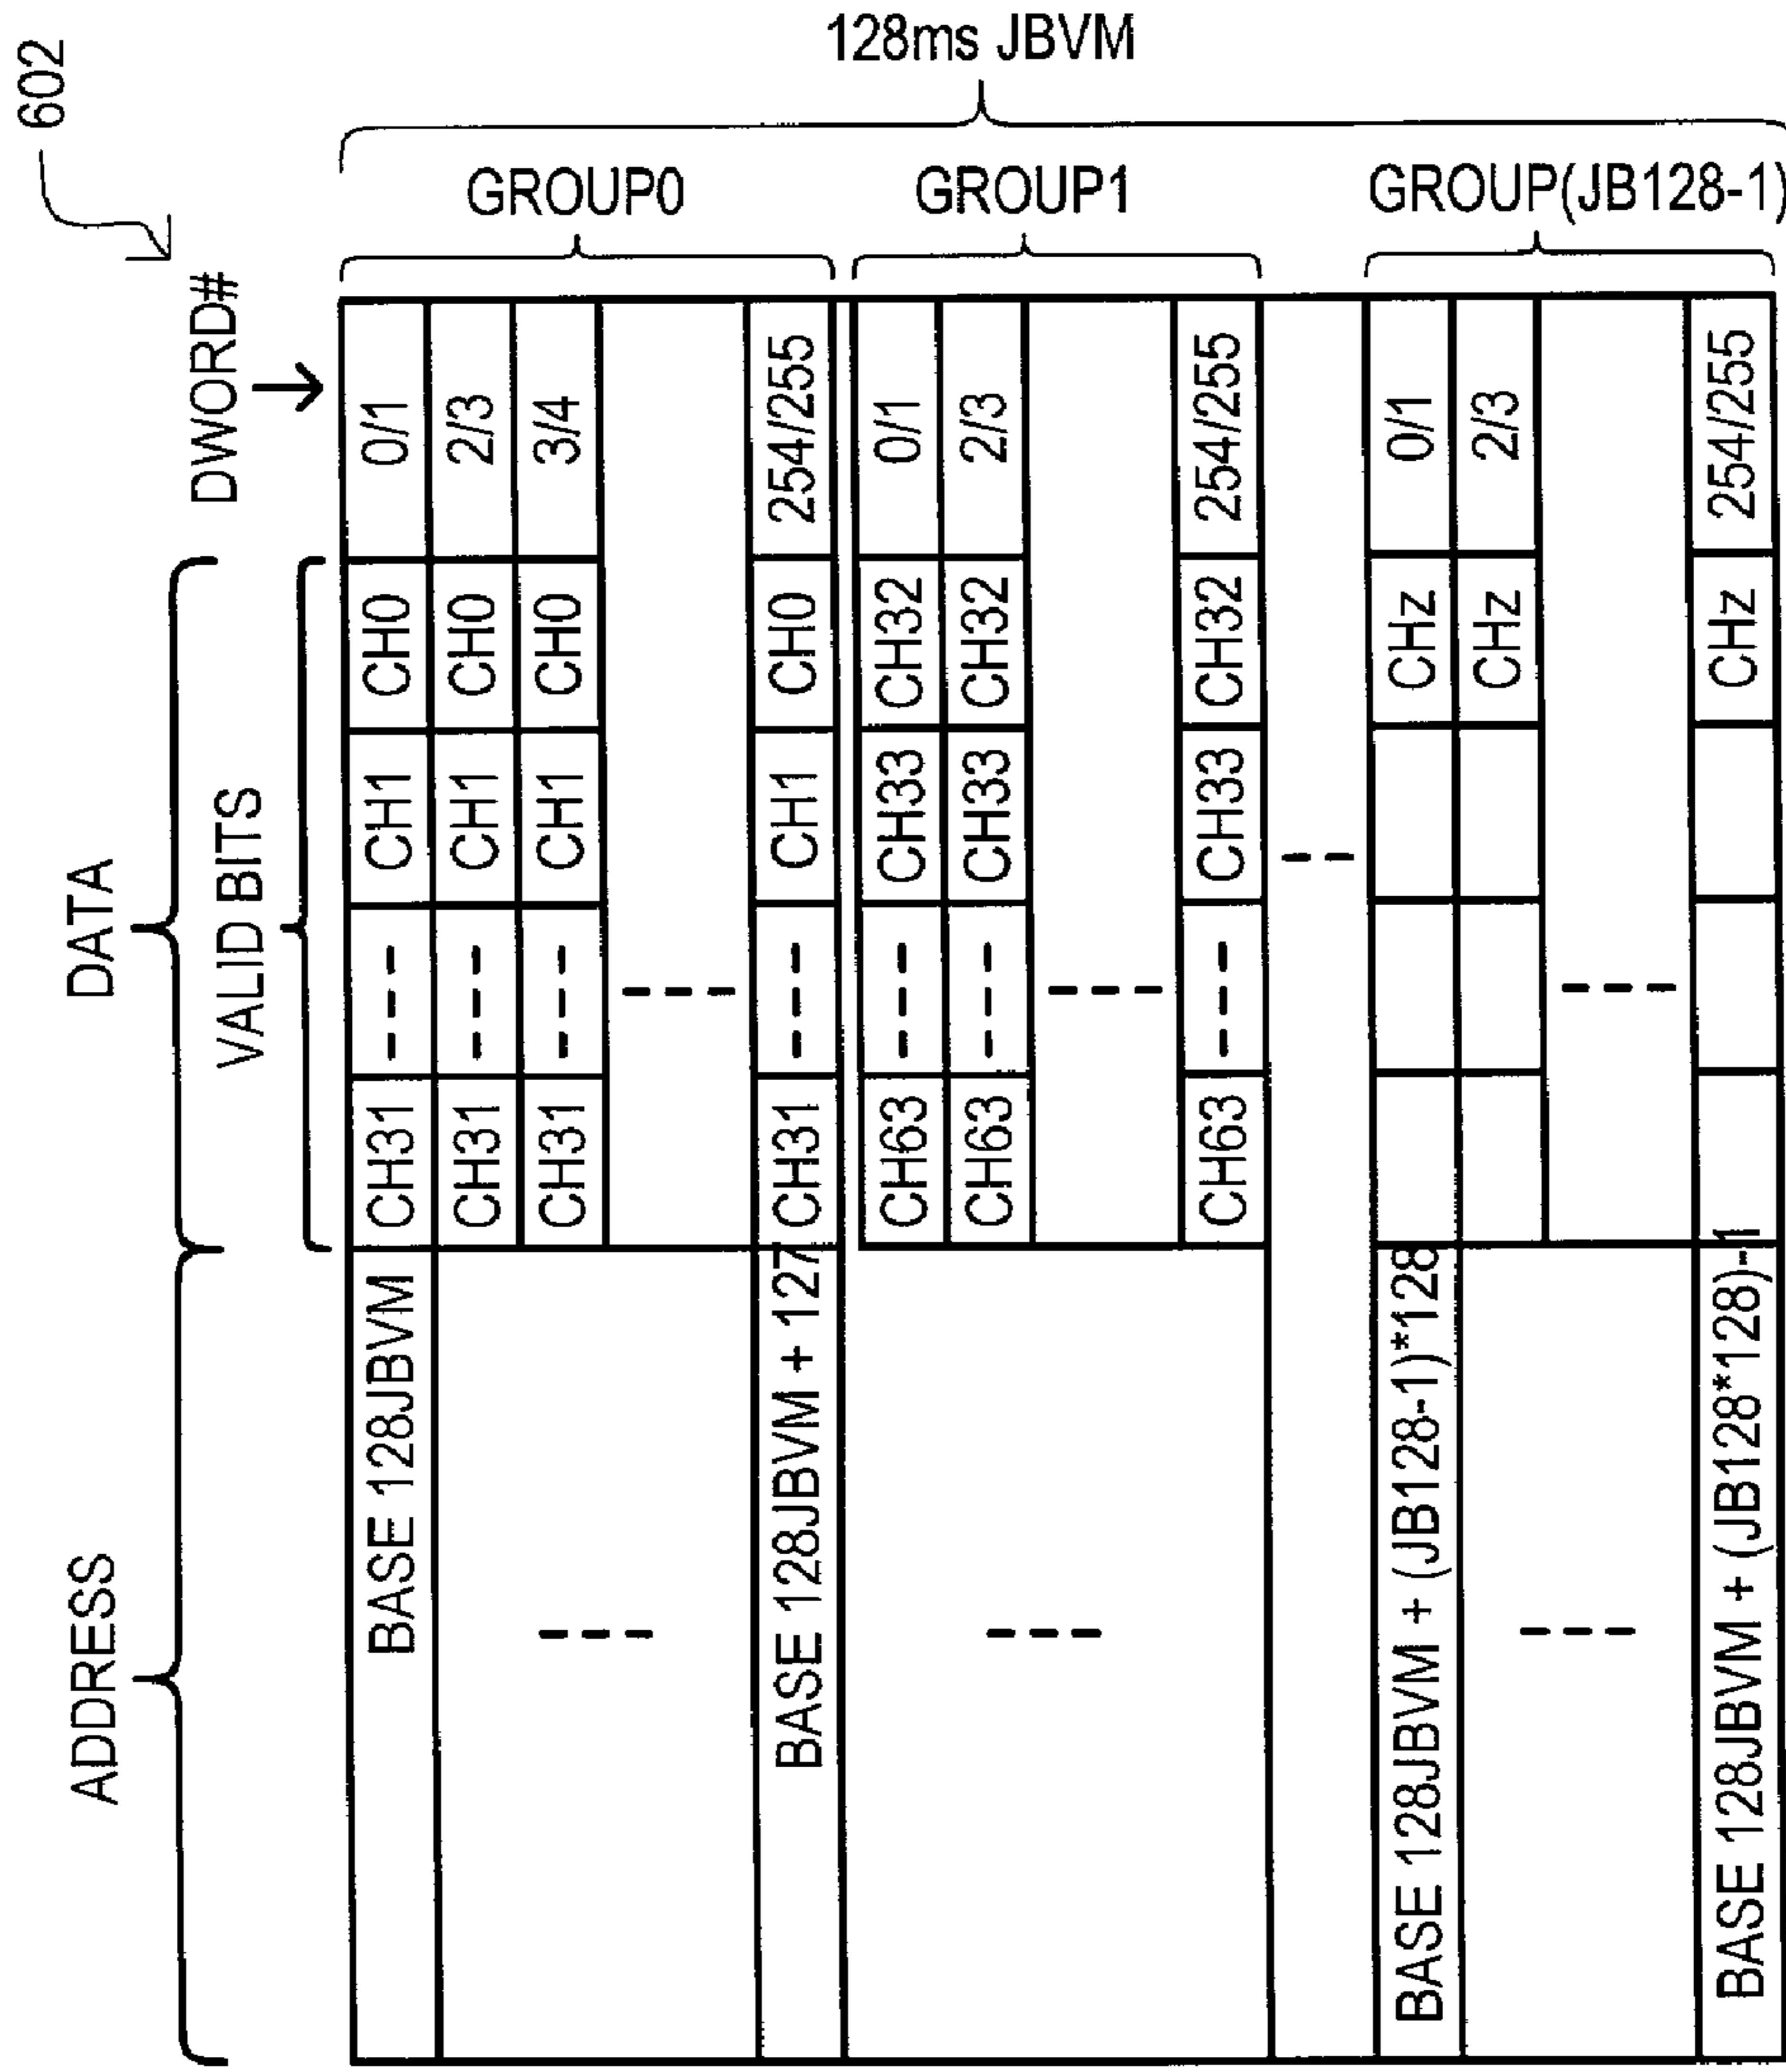 602
ADDRESS DATA
VALID BITS DWORD#
BASE 128JBVM CH31 ---- CH1 CH0 0/1
CH31 ---- CH1 CH0 2/3
CH31 ---- CH1 CH0 3/4
GROUP0
BASE 128JBVM + 127 CH31 ---- CH1 CH0 254/255
CH63 ---- CH33 CH32 0/1
CH63 ---- CH33 CH32 2/3
GROUP1
CH63 ---- CH33 CH32 254/255
128ms JBVM
BASE 128JBVM + (JB128-1)*128 CHz 0/1
CHz 2/3
GROUP(JB128-1)
BASE 128JBVM + (JB128*128)-1 CHz 254/255